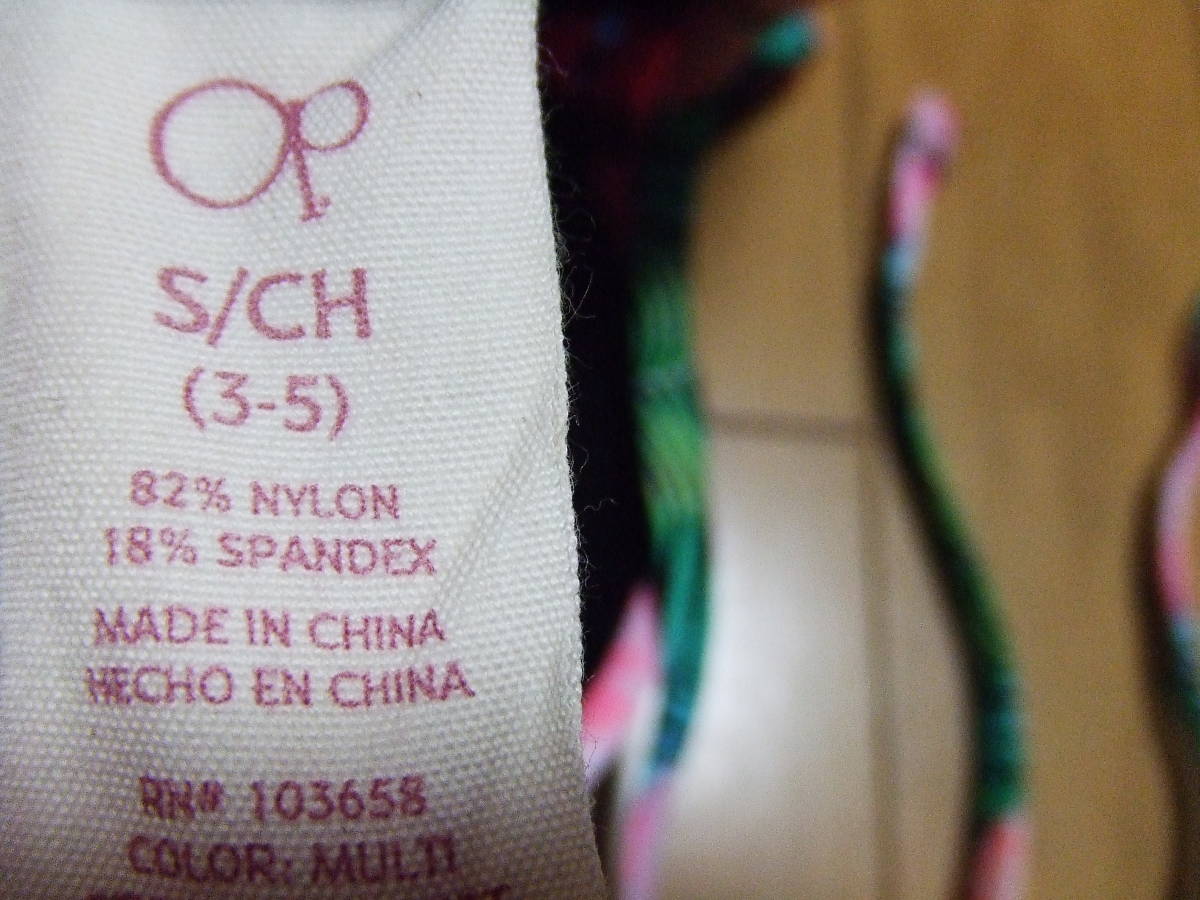 Op
S/CH
(3-5)
82% NYLON
18% SPANDEX
MADE IN CHINA
HECHO EN CHINA
RN# 103658
COLOR: MULTI